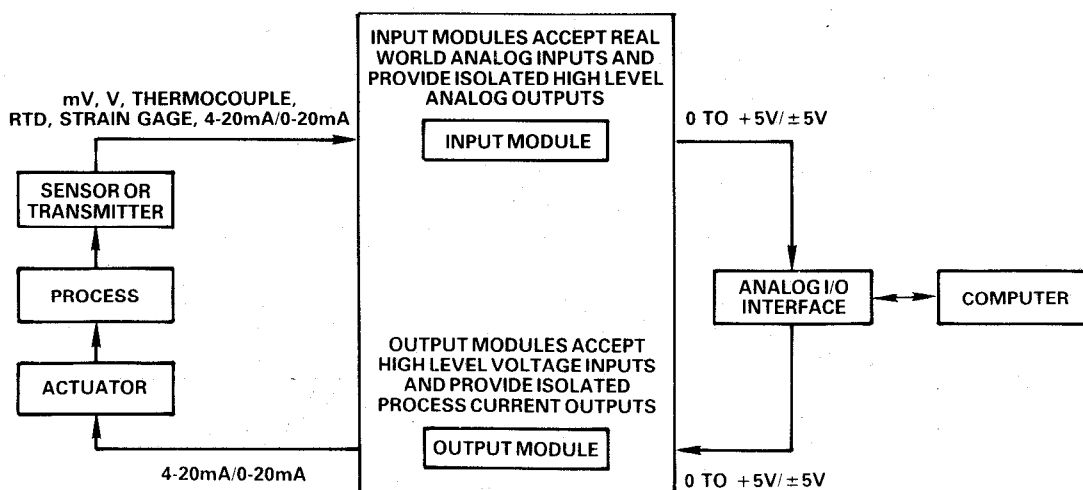 INPUT MODULES ACCEPT REAL
WORLD ANALOG INPUTS AND
PROVIDE ISOLATED HIGH LEVEL
ANALOG OUTPUTS
INPUT MODULE
mV, V, THERMOCOUPLE,
RTD, STRAIN GAGE, 4-20mA/0-20mA
0 TO +5V/±5V
SENSOR OR
TRANSMITTER
PROCESS
ACTUATOR
ANALOG I/O
INTERFACE
COMPUTER
OUTPUT MODULES ACCEPT
HIGH LEVEL VOLTAGE INPUTS
AND PROVIDE ISOLATED
PROCESS CURRENT OUTPUTS
OUTPUT MODULE
4-20mA/0-20mA
0 TO +5V/±5V